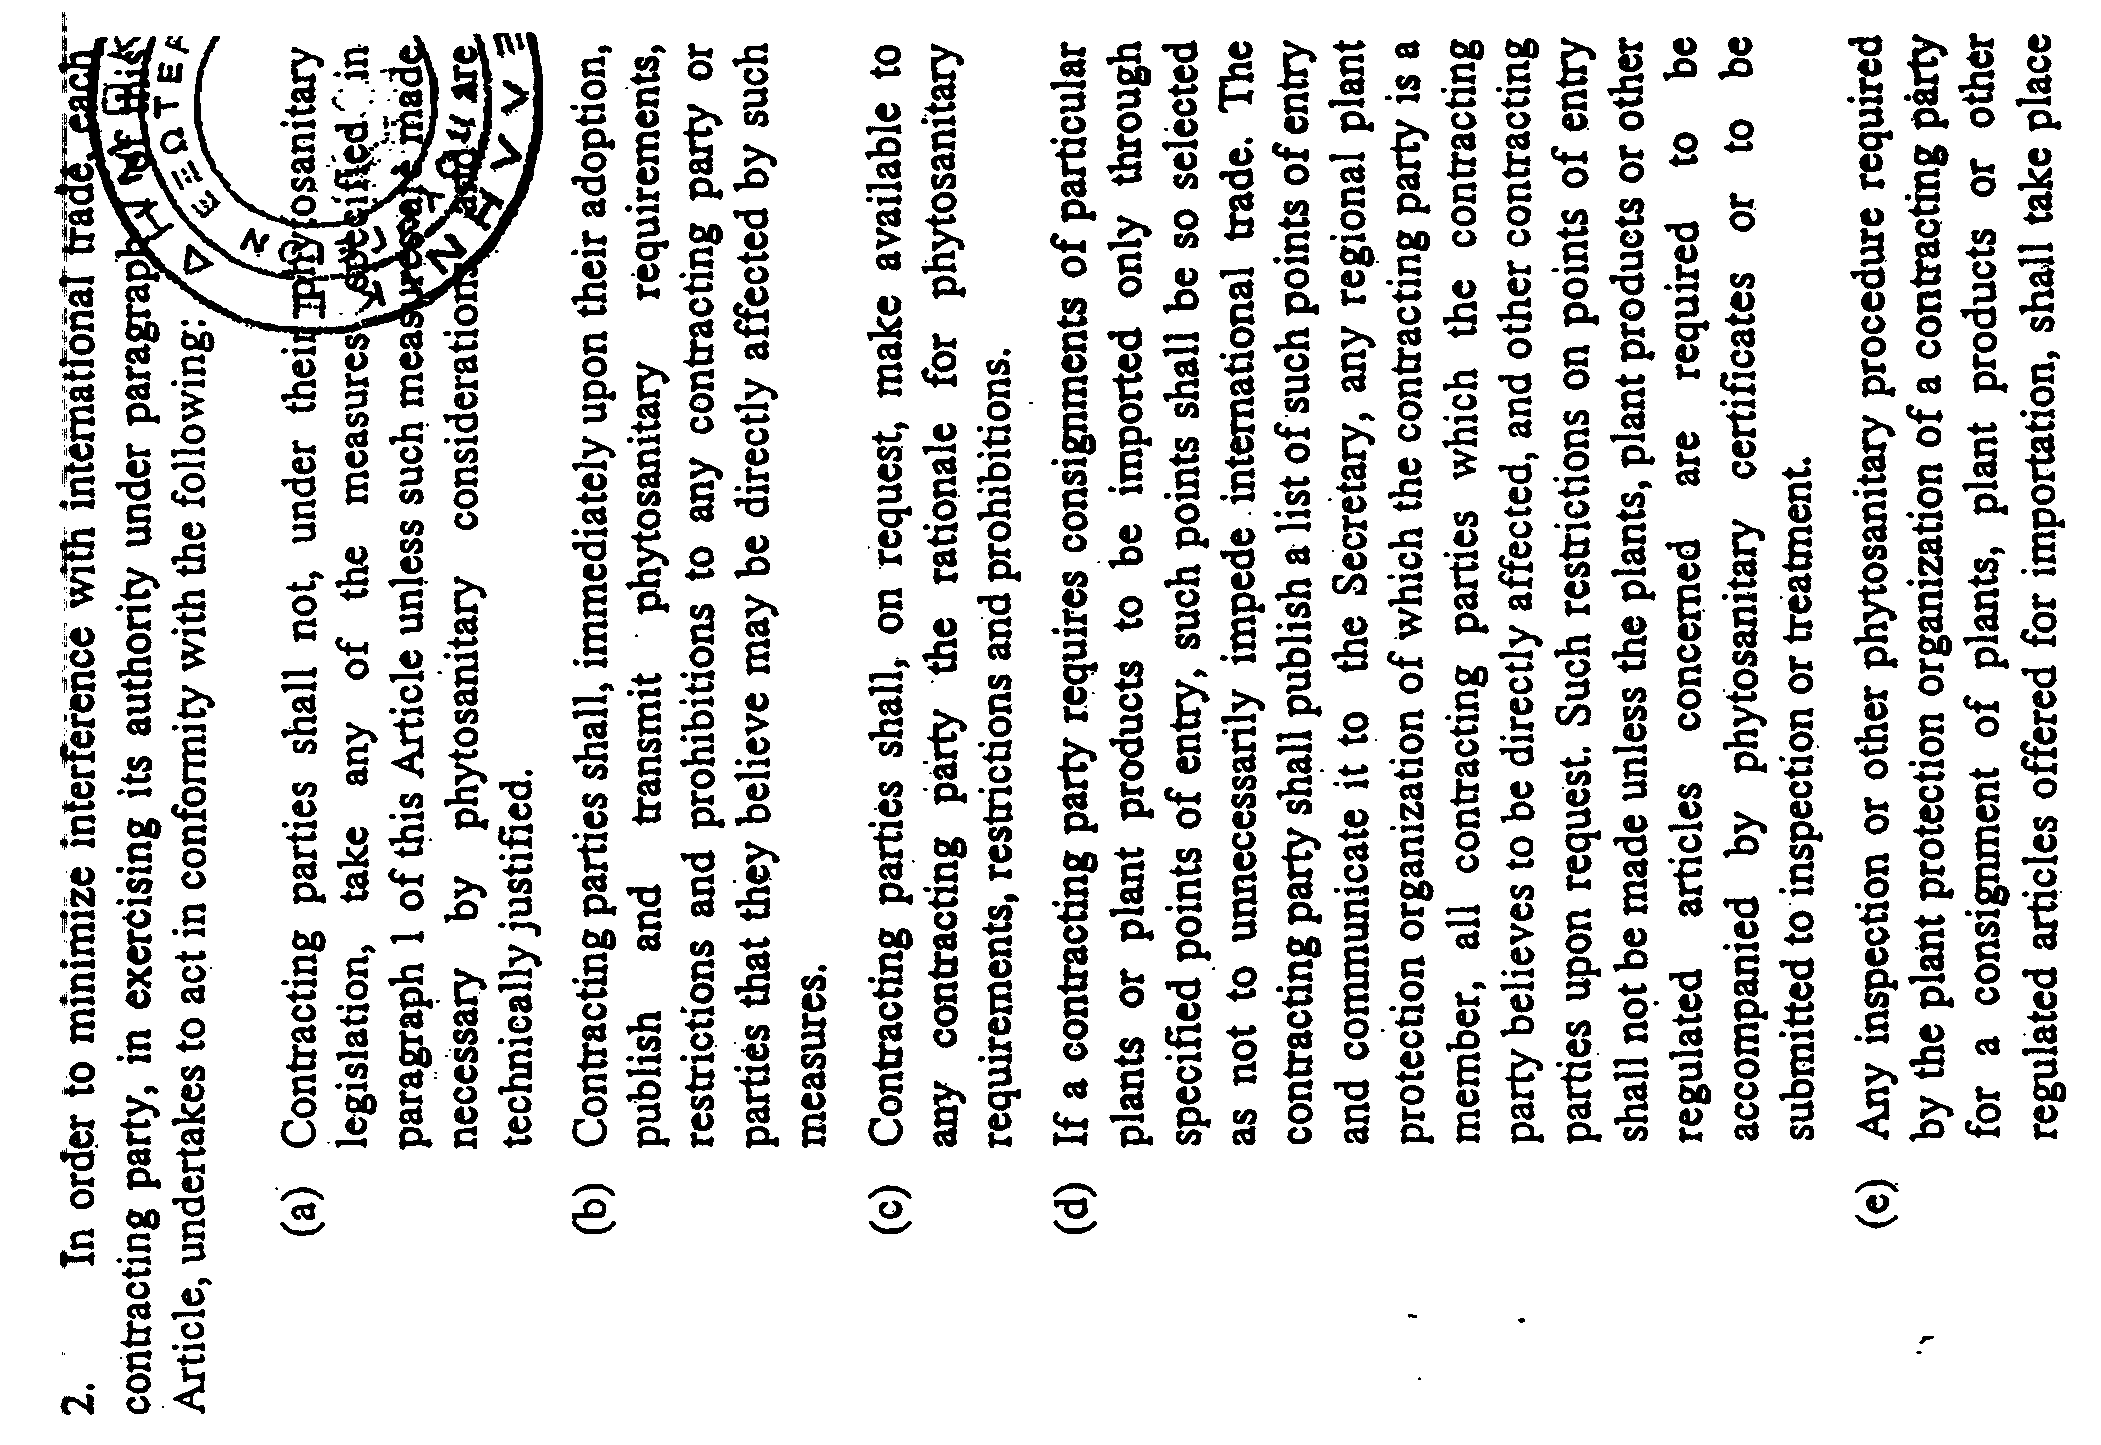 2. In order to minimize interference with international trade, each
contracting party, in exercising its authority under paragraph 1 of this
Article, undertakes to act in conformity with the following:
(a) Contracting parties shall not, under their phytosanitary
legislation, take any of the measures specified in
paragraph 1 of this Article unless such measures are made
necessary by phytosanitary considerations and are
technically justified.
(b) Contracting parties shall, immediately upon their adoption,
publish and transmit phytosanitary requirements,
restrictions and prohibitions to any contracting party or
parties that they believe may be directly affected by such
measures.
(c) Contracting parties shall, on request, make available to
any contracting party the rationale for phytosanitary
requirements, restrictions and prohibitions.
(d) If a contracting party requires consignments of particular
plants or plant products to be imported only through
specified points of entry, such points shall be so selected
as not to unnecessarily impede international trade. The
contracting party shall publish a list of such points of entry
and communicate it to the Secretary, any regional plant
protection organization of which the contracting party is a
member, all contracting parties which the contracting
party believes to be directly affected, and other contracting
parties upon request. Such restrictions on points of entry
shall not be made unless the plants, plant products or other
regulated articles concerned are required to be
accompanied by phytosanitary certificates or to be
submitted to inspection or treatment.
(e) Any inspection or other phytosanitary procedure required
by the plant protection organization of a contracting party
for a consignment of plants, plant products or other
regulated articles offered for importation, shall take place